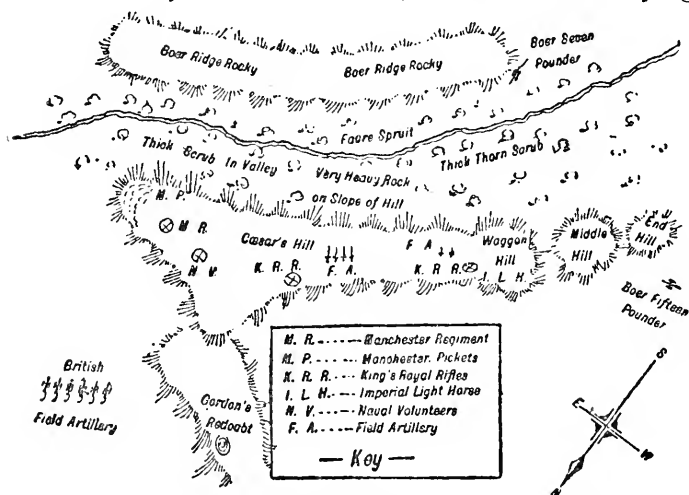 Boer Ridge Rocky
Boer Ridge Rocky
Boer Seven
Pounder
Faure Spruit
Thick Scrub In Valley
Thick Thorn Scrub
Very Heavy Rock
on Slope of Hill
M. P.
M R.
N V.
Cæsar's Hill
K. R. R.
F. A.
F A
K R R.
Waggon
Hill
I. L H.
Middle
Hill
End
Hill
Boer Fifteen
Pounder
British
Field Artillery
Gordon's
Redoubt
M. R. ------ Manchester Regiment
M. P. ------ Manchester. Pickets
K. R. R. --- King's Royal Rifles
I. L. H. --- Imperial Light Horse
N. V. ----- Naval Volunteers
F. A. ----- Field Artillery
— Key —
S
E
W
N